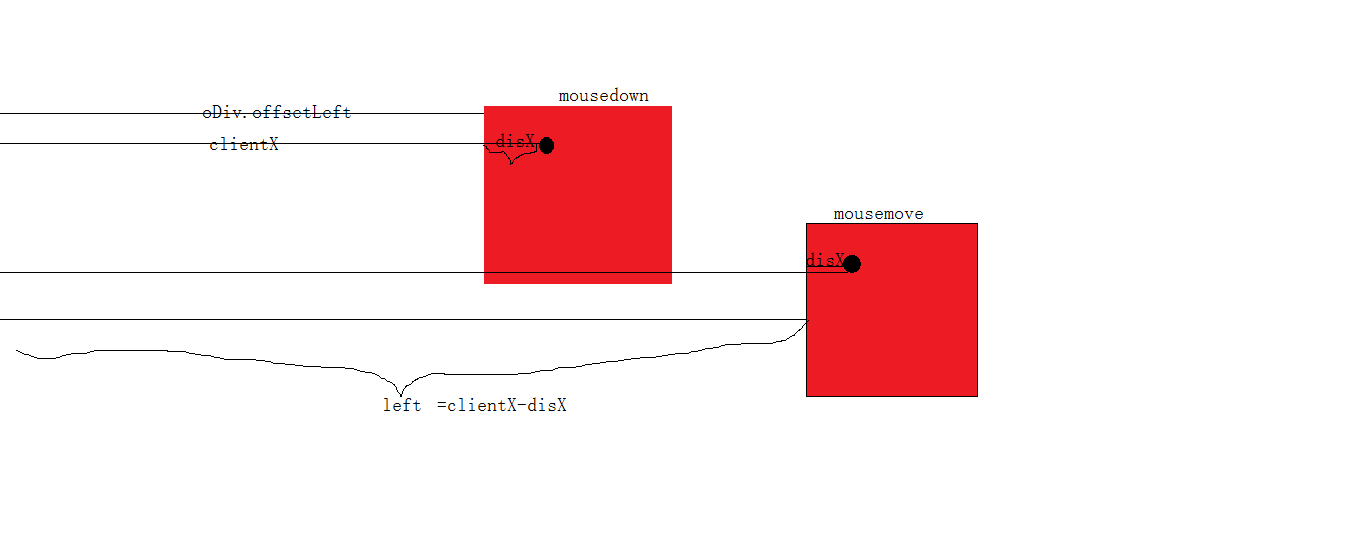 mousedown
oDiv.offsetLeft
clientX
disX
mousemove
disX
left =clientX-disX